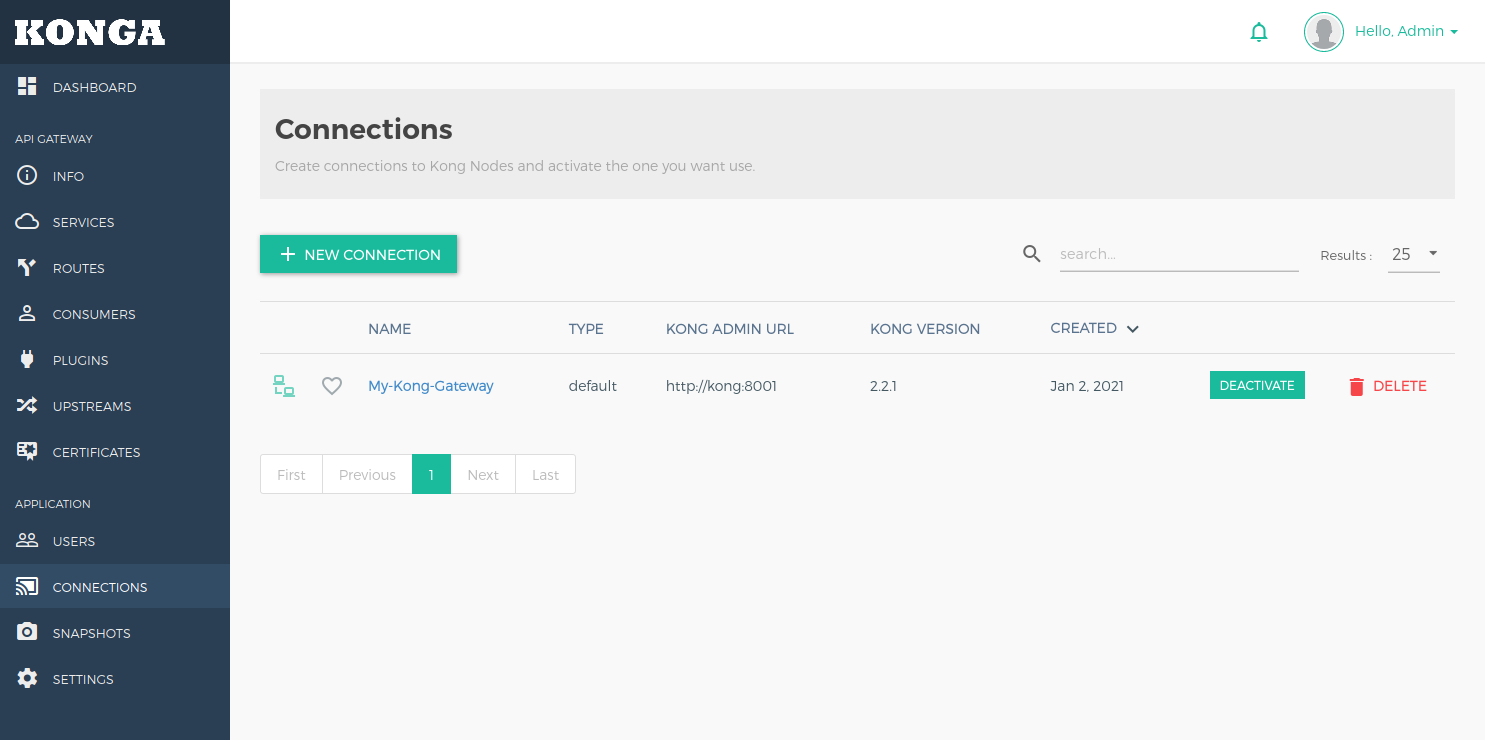 KONGA
Hello, Admin
DASHBOARD
API GATEWAY
INFO
SERVICES
ROUTES
CONSUMERS
PLUGINS
UPSTREAMS
CERTIFICATES
APPLICATION
USERS
CONNECTIONS
SNAPSHOTS
SETTINGS
Connections
Create connections to Kong Nodes and activate the one you want use.
NEW CONNECTION
search...
Results :
25
NAME TYPE KONG ADMIN URL KONG VERSION CREATED
My-Kong-Gateway default http://kong:8001 2.2.1 Jan 2, 2021 DEACTIVATE DELETE
First Previous 1 Next Last